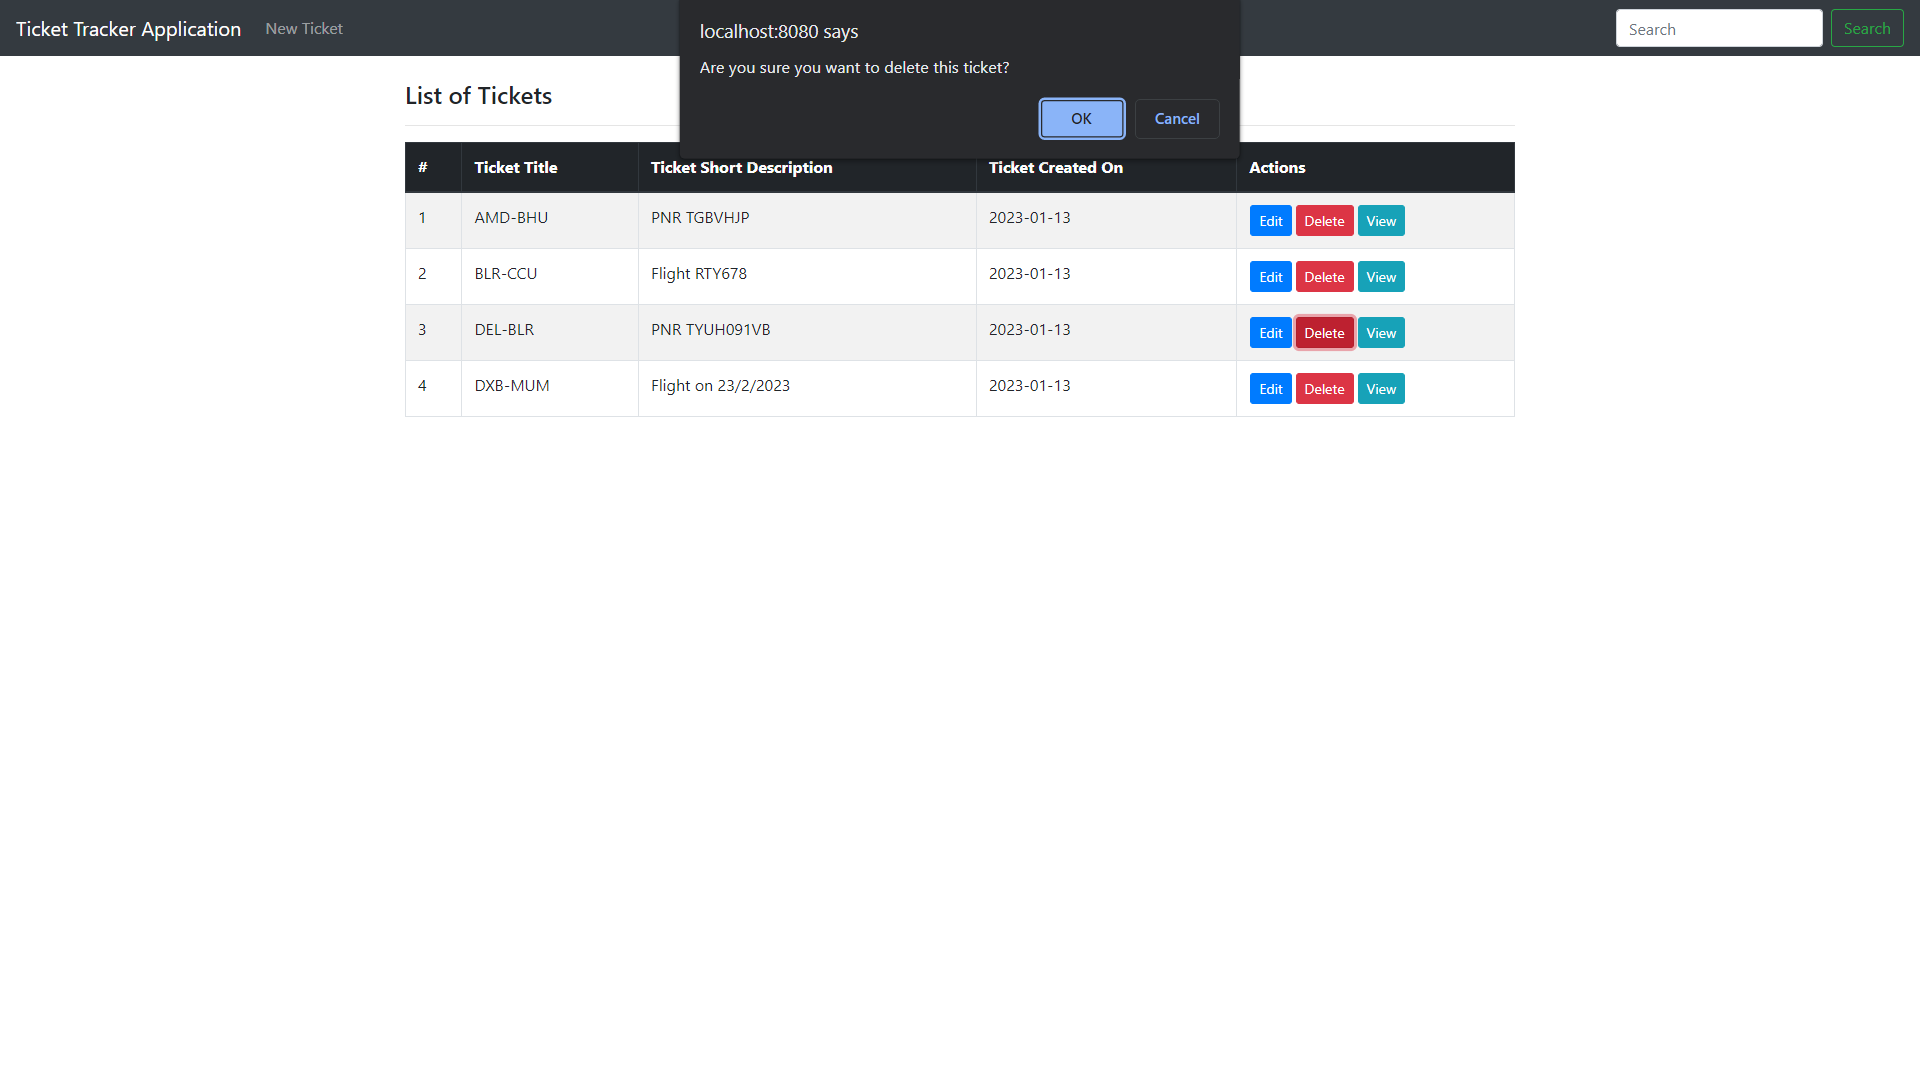 Ticket Tracker Application New Ticket Search Search
localhost:8080 says
Are you sure you want to delete this ticket?
OK Cancel
List of Tickets
# Ticket Title Ticket Short Description Ticket Created On Actions
1 AMD-BHU PNR TGBVHJP 2023-01-13 Edit Delete View
2 BLR-CCU Flight RTY678 2023-01-13 Edit Delete View
3 DEL-BLR PNR TYUH091VB 2023-01-13 Edit Delete View
4 DXB-MUM Flight on 23/2/2023 2023-01-13 Edit Delete View